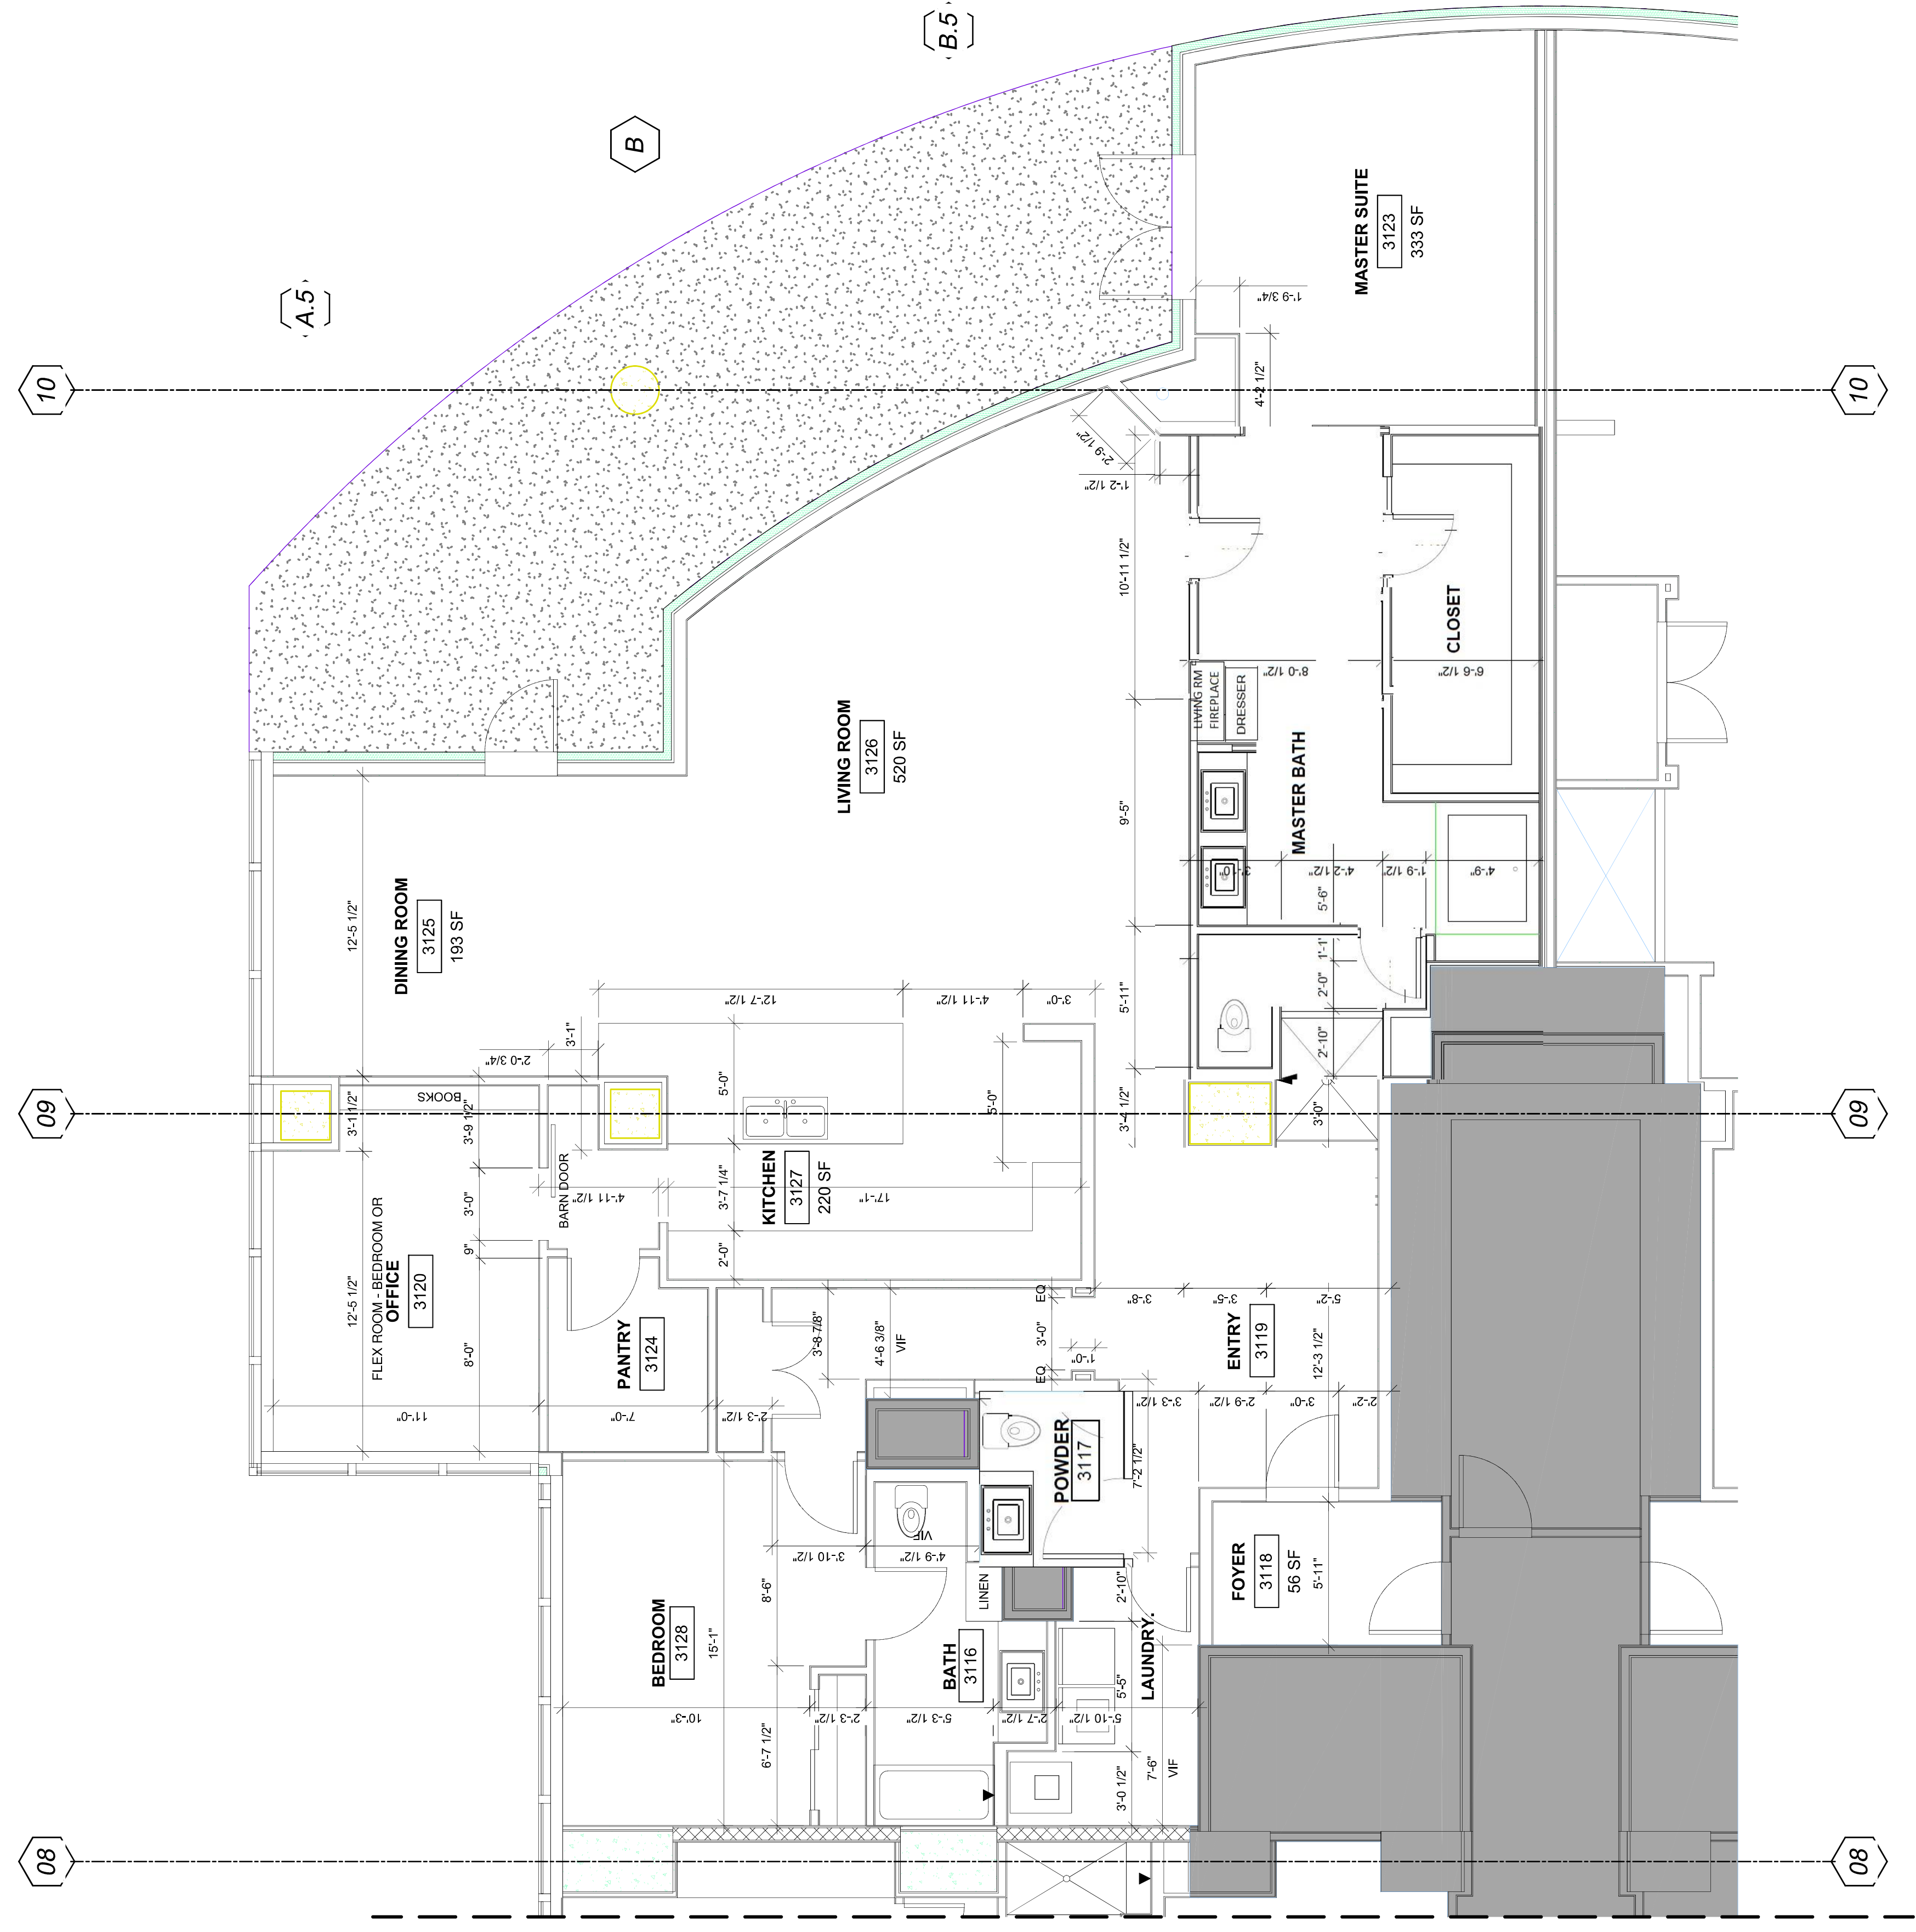 B.5
B
A.5
10
10
MASTER SUITE
3123
333 SF
1'-9 3/4"
4'-2 1/2"
2'-9 1/2"
1'-2 1/2"
10'-11 1/2"
CLOSET
8'-0 1/2"
6'-6 1/2"
LIVING RM
FIREPLACE
DRESSER
LIVING ROOM
3126
520 SF
MASTER BATH
9'-5"
3'-10"
4'-2 1/2"
1'-9 1/2"
4'-9"
5'-6"
DINING ROOM
3125
193 SF
12'-5 1/2"
12'-7 1/2"
4'-11 1/2"
3'-0"
5'-11"
1'-1"
2'-0"
2'-10"
3'-1"
2'-0 3/4"
5'-0"
5'-0"
09
09
BOOKS
3'-1 1/2"
3'-9 1/2"
3'-4 1/2"
3'-0"
BARN DOOR
4'-11 1/2"
3'-0"
9"
KITCHEN
3127
220 SF
3'-7 1/4"
17'-1"
2'-0"
FLEX ROOM - BEDROOM OR
OFFICE
3120
12'-5 1/2"
8'-0"
11'-0"
PANTRY
3124
7'-0"
2'-3 1/2"
3'-8 7/8"
4'-6 3/8"
VIF
EQ
3'-0"
EQ
1'-0"
3'-8"
3'-5"
5'-2"
ENTRY
3119
12'-3 1/2"
3'-3 1/2"
2'-9 1/2"
3'-0"
2'-2"
POWDER
3117
7'-2 1/2"
VIF
3'-10 1/2"
4'-9 1/2"
FOYER
3118
56 SF
5'-11"
BEDROOM
3128
15'-1"
8'-6"
LINEN
2'-10"
BATH
3116
LAUNDRY.
5'-5"
10'-3"
2'-3 1/2"
5'-3 1/2"
2'-7 1/2"
5'-10 1/2"
6'-7 1/2"
3'-0 1/2"
7'-6"
VIF
08
08